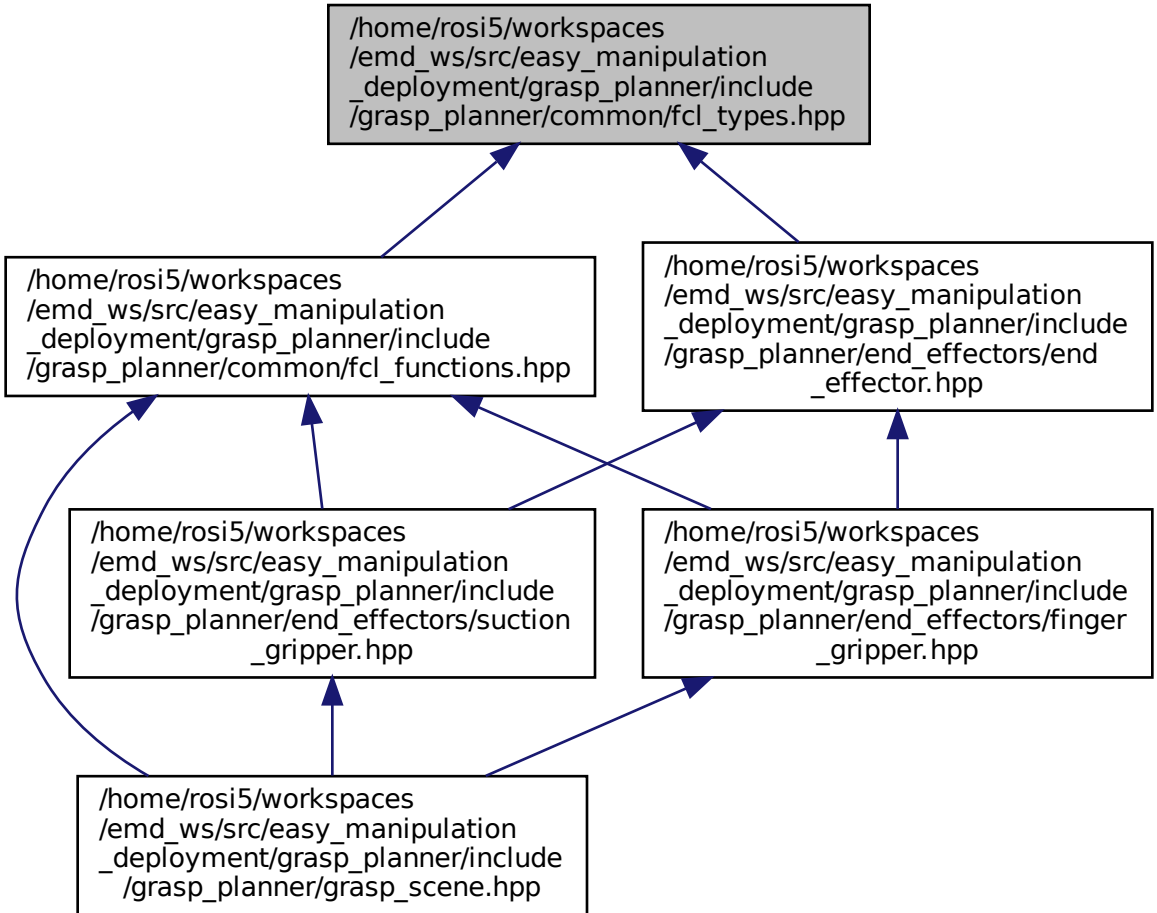 /home/rosi5/workspaces
/emd_ws/src/easy_manipulation
_deployment/grasp_planner/include
/grasp_planner/common/fcl_types.hpp
/home/rosi5/workspaces
/emd_ws/src/easy_manipulation
_deployment/grasp_planner/include
/grasp_planner/common/fcl_functions.hpp
/home/rosi5/workspaces
/emd_ws/src/easy_manipulation
_deployment/grasp_planner/include
/grasp_planner/end_effectors/end
_effector.hpp
/home/rosi5/workspaces
/emd_ws/src/easy_manipulation
_deployment/grasp_planner/include
/grasp_planner/end_effectors/suction
_gripper.hpp
/home/rosi5/workspaces
/emd_ws/src/easy_manipulation
_deployment/grasp_planner/include
/grasp_planner/end_effectors/finger
_gripper.hpp
/home/rosi5/workspaces
/emd_ws/src/easy_manipulation
_deployment/grasp_planner/include
/grasp_planner/grasp_scene.hpp